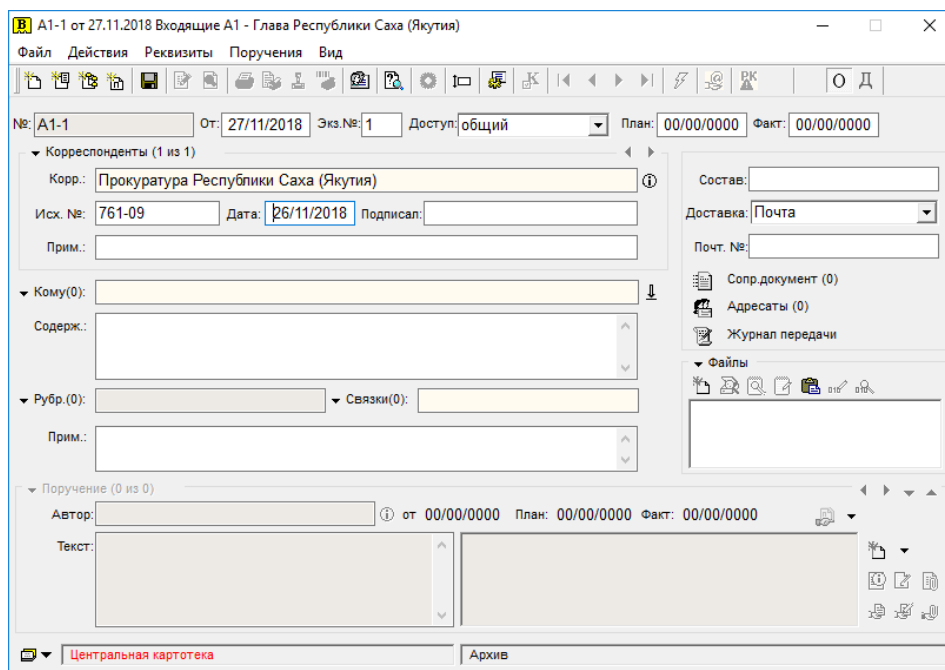 А1-1 от 27.11.2018 Входящие А1 - Глава Республики Саха (Якутия)
Файл Действия Реквизиты Поручения Вид
О Д
№: А1-1 От: 27/11/2018 Экз.№: 1 Доступ: общий План: 00/00/0000 Факт: 00/00/0000
Корреспонденты (1 из 1)
Корр.: Прокуратура Республики Саха (Якутия)
Исх. №: 761-09 Дата: 26/11/2018 Подписал:
Прим.:
Состав:
Доставка: Почта
Почт. №:
Сопр.документ (0)
Адресаты (0)
Журнал передачи
Кому(0):
Содерж.:
Файлы
Рубр.(0): Связки(0):
Прим.:
Поручение (0 из 0)
Автор: от 00/00/0000 План: 00/00/0000 Факт: 00/00/0000
Текст:
Центральная картотека Архив